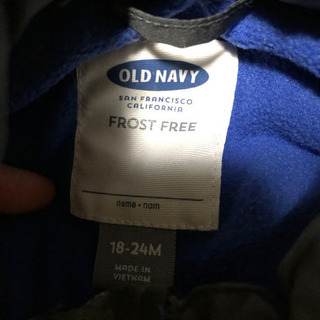 OLD NAVY
SAN FRANCISCO
CALIFORNIA
FROST FREE
name • nom
18-24M
MADE IN
VIETNAM